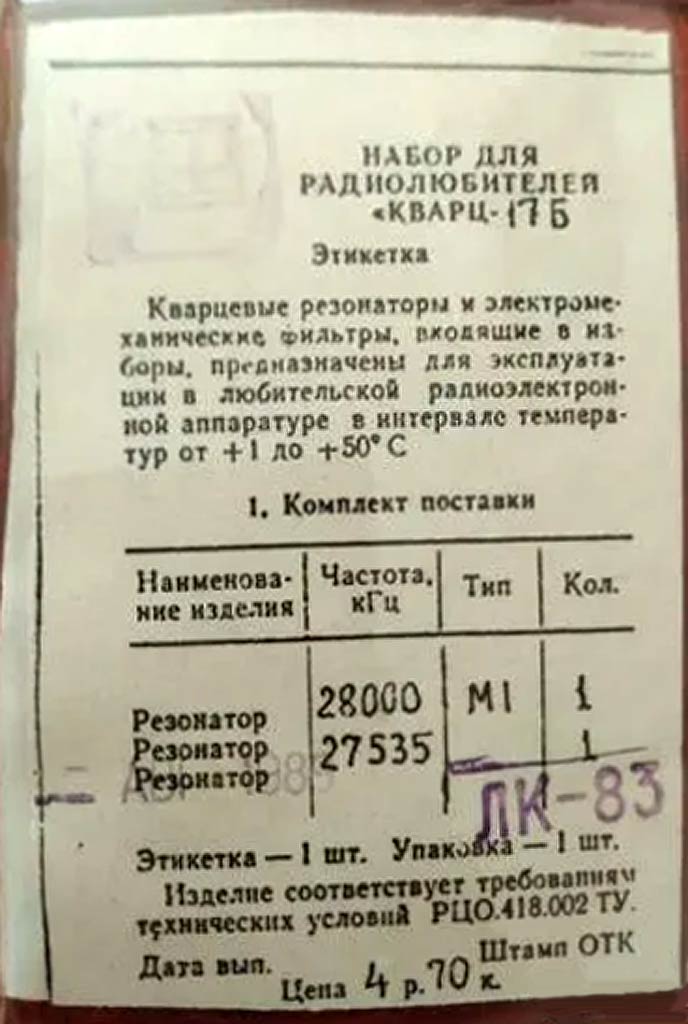 НАБОР ДЛЯ
РАДИОЛЮБИТЕЛЕЙ
«КВАРЦ-17Б
Этикетка
Кварцевые резонаторы и электроме-
ханические фильтры, входящие в на-
боры, предназначены для эксплуата-
ции в любительской радиоэлектрон-
ной аппаратуре в интервале темпера-
тур от +1 до +50°С
1. Комплект поставки
Наименова- Частота, Тип Кол.
ние изделия кГц
Резонатор 28000 М1 1
Резонатор 27535 1
Резонатор
ЛК-83
Этикетка — 1 шт. Упаковка — 1 шт.
Изделие соответствует требованиям
технических условий РЦО.418.002 ТУ.
Дата вып. Штамп ОТК
Цена 4 р. 70 к.